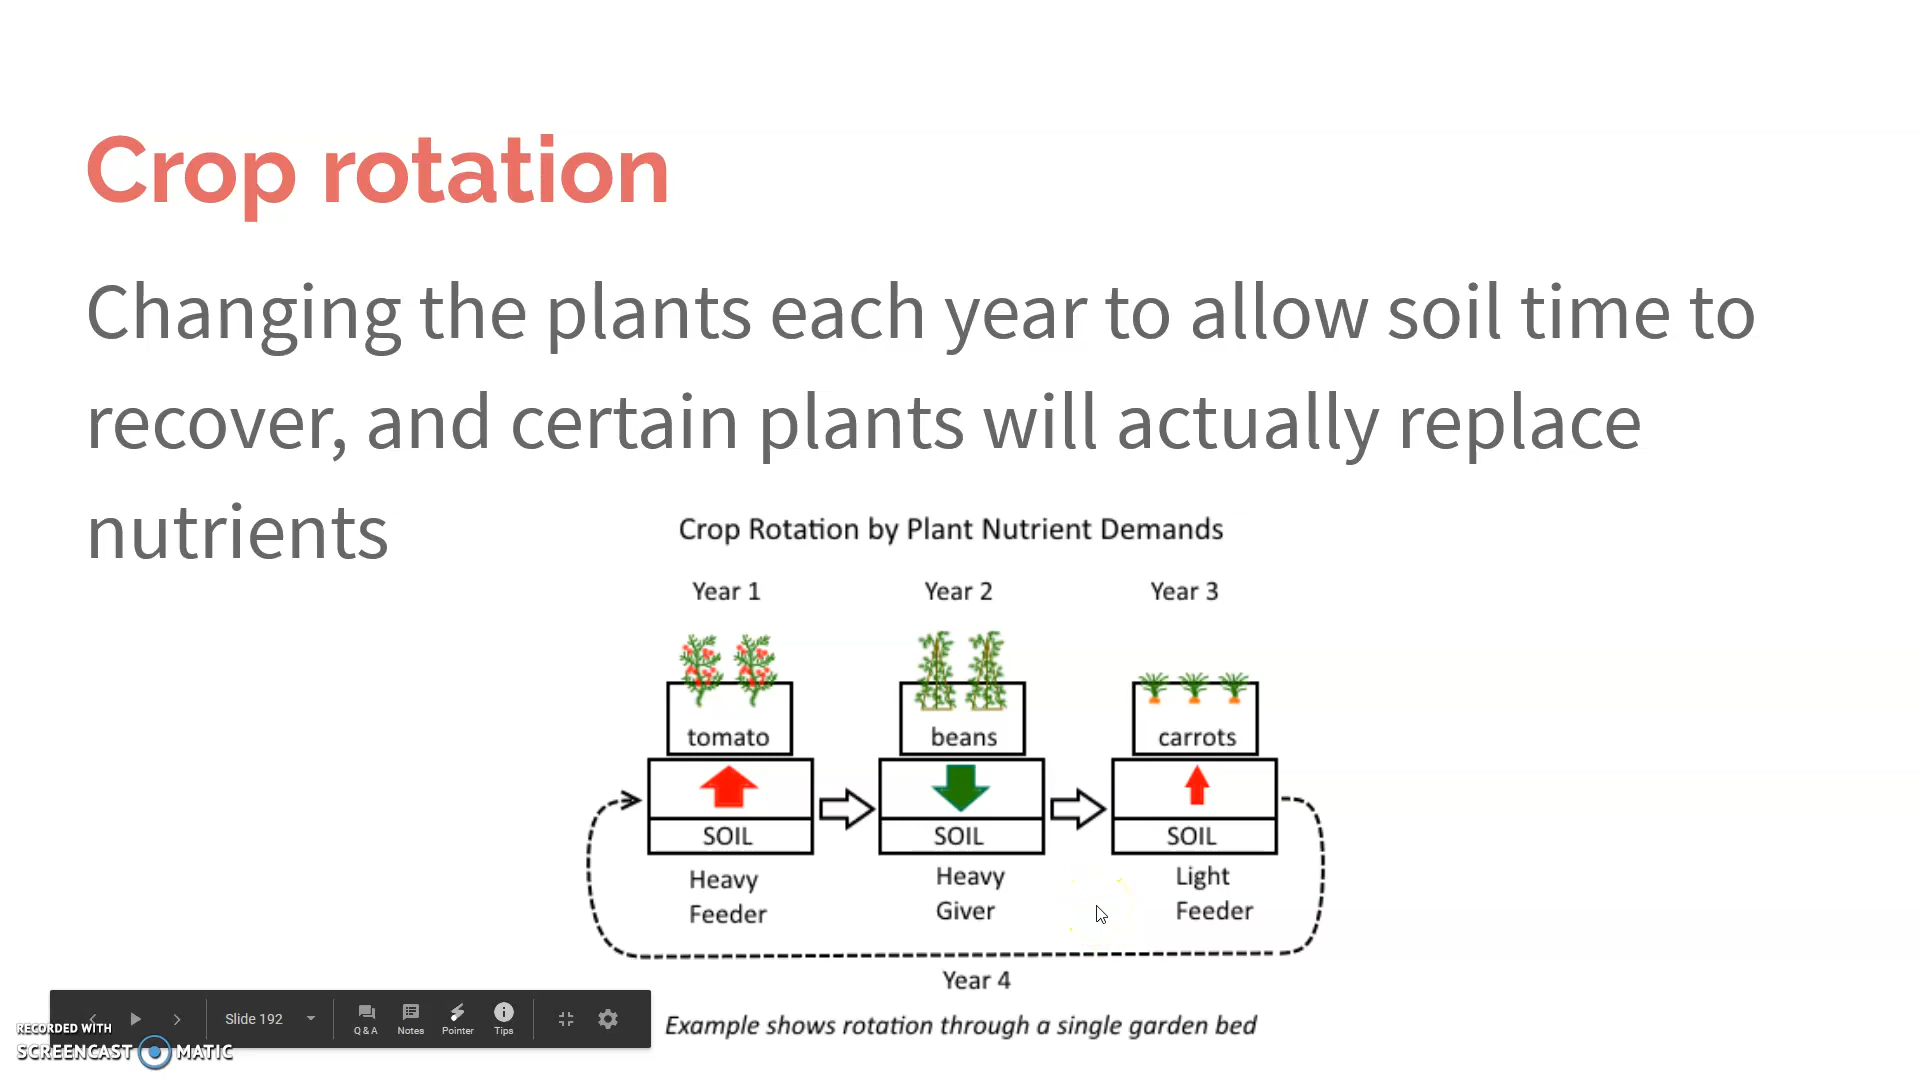 Crop rotation
Changing the plants each year to allow soil time to
recover, and certain plants will actually replace
nutrients
Crop Rotation by Plant Nutrient Demands
Year 1
Year 2
Year 3
tomato
beans
carrots
SOIL
SOIL
SOIL
Heavy
Feeder
Heavy
Giver
Light
Feeder
Year 4
Example shows rotation through a single garden bed
Slide 192
Q & A
Notes
Pointer
Tips
RECORDED WITH
SCREENCAST MATIC